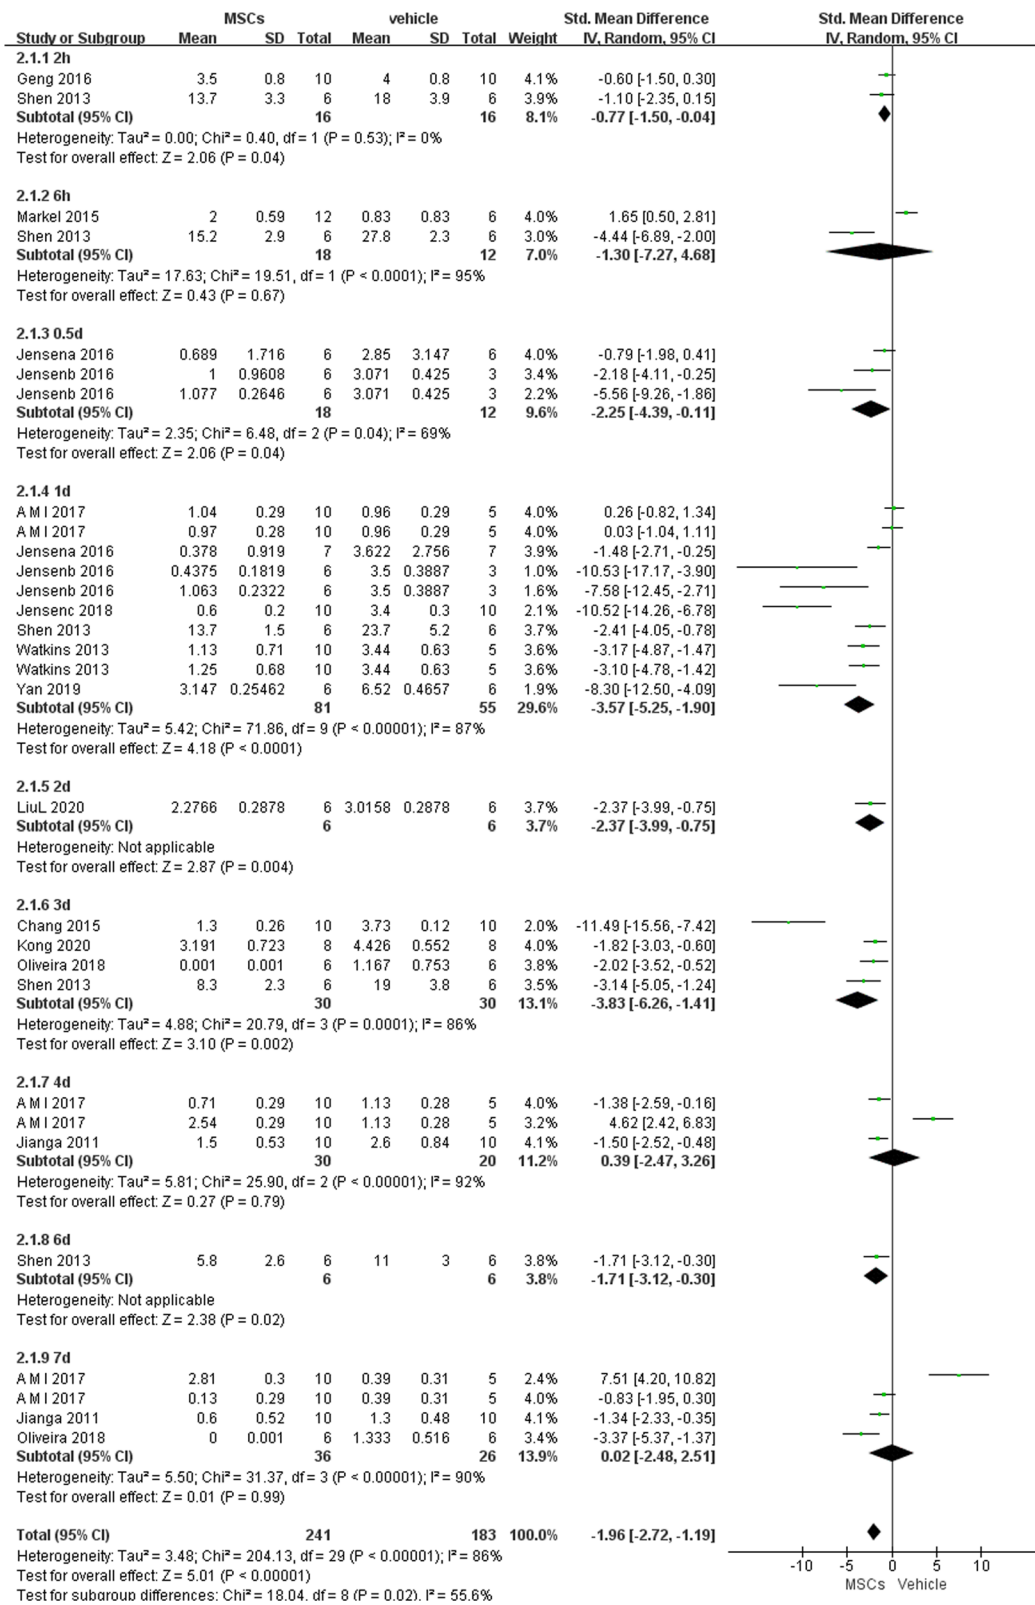 MSCs vehicle Std. Mean Difference Std. Mean Difference
Study or Subgroup Mean SD Total Mean SD Total Weight IV, Random, 95% CI IV, Random, 95% CI
2.1.1 2h
Geng 2016 3.5 0.8 10 4 0.8 10 4.1% -0.60 [-1.50, 0.30]
Shen 2013 13.7 3.3 6 18 3.9 6 3.9% -1.10 [-2.35, 0.15]
Subtotal (95% CI) 16 16 8.1% -0.77 [-1.50, -0.04]
Heterogeneity: Tau² = 0.00; Chi² = 0.40, df = 1 (P = 0.53); I² = 0%
Test for overall effect: Z = 2.06 (P = 0.04)
2.1.2 6h
Markel 2015 2 0.59 12 0.83 0.83 6 4.0% 1.65 [0.50, 2.81]
Shen 2013 15.2 2.9 6 27.8 2.3 6 3.0% -4.44 [-6.89, -2.00]
Subtotal (95% CI) 18 12 7.0% -1.30 [-7.27, 4.68]
Heterogeneity: Tau² = 17.63; Chi² = 19.51, df = 1 (P < 0.0001); I² = 95%
Test for overall effect: Z = 0.43 (P = 0.67)
2.1.3 0.5d
Jensena 2016 0.689 1.716 6 2.85 3.147 6 4.0% -0.79 [-1.98, 0.41]
Jensenb 2016 1 0.9608 6 3.071 0.425 3 3.4% -2.18 [-4.11, -0.25]
Jensenb 2016 1.077 0.2646 6 3.071 0.425 3 2.2% -5.56 [-9.26, -1.86]
Subtotal (95% CI) 18 12 9.6% -2.25 [-4.39, -0.11]
Heterogeneity: Tau² = 2.35; Chi² = 6.48, df = 2 (P = 0.04); I² = 69%
Test for overall effect: Z = 2.06 (P = 0.04)
2.1.4 1d
A M I 2017 1.04 0.29 10 0.96 0.29 5 4.0% 0.26 [-0.82, 1.34]
A M I 2017 0.97 0.28 10 0.96 0.29 5 4.0% 0.03 [-1.04, 1.11]
Jensena 2016 0.378 0.919 7 3.622 2.756 7 3.9% -1.48 [-2.71, -0.25]
Jensenb 2016 0.4375 0.1819 6 3.5 0.3887 3 1.0% -10.53 [-17.17, -3.90]
Jensenb 2016 1.063 0.2322 6 3.5 0.3887 3 1.6% -7.58 [-12.45, -2.71]
Jensenc 2018 0.6 0.2 10 3.4 0.3 10 2.1% -10.52 [-14.26, -6.78]
Shen 2013 13.7 1.5 6 23.7 5.2 6 3.7% -2.41 [-4.05, -0.78]
Watkins 2013 1.13 0.71 10 3.44 0.63 5 3.6% -3.17 [-4.87, -1.47]
Watkins 2013 1.25 0.68 10 3.44 0.63 5 3.6% -3.10 [-4.78, -1.42]
Yan 2019 3.147 0.25462 6 6.52 0.4657 6 1.9% -8.30 [-12.50, -4.09]
Subtotal (95% CI) 81 55 29.6% -3.57 [-5.25, -1.90]
Heterogeneity: Tau² = 5.42; Chi² = 71.86, df = 9 (P < 0.00001); I² = 87%
Test for overall effect: Z = 4.18 (P < 0.0001)
2.1.5 2d
LiuL 2020 2.2766 0.2878 6 3.0158 0.2878 6 3.7% -2.37 [-3.99, -0.75]
Subtotal (95% CI) 6 6 3.7% -2.37 [-3.99, -0.75]
Heterogeneity: Not applicable
Test for overall effect: Z = 2.87 (P = 0.004)
2.1.6 3d
Chang 2015 1.3 0.26 10 3.73 0.12 10 2.0% -11.49 [-15.56, -7.42]
Kong 2020 3.191 0.723 8 4.426 0.552 8 4.0% -1.82 [-3.03, -0.60]
Oliveira 2018 0.001 0.001 6 1.167 0.753 6 3.8% -2.02 [-3.52, -0.52]
Shen 2013 8.3 2.3 6 19 3.8 6 3.5% -3.14 [-5.05, -1.24]
Subtotal (95% CI) 30 30 13.1% -3.83 [-6.26, -1.41]
Heterogeneity: Tau² = 4.88; Chi² = 20.79, df = 3 (P = 0.0001); I² = 86%
Test for overall effect: Z = 3.10 (P = 0.002)
2.1.7 4d
A M I 2017 0.71 0.29 10 1.13 0.28 5 4.0% -1.38 [-2.59, -0.16]
A M I 2017 2.54 0.29 10 1.13 0.28 5 3.2% 4.62 [2.42, 6.83]
Jianga 2011 1.5 0.53 10 2.6 0.84 10 4.1% -1.50 [-2.52, -0.48]
Subtotal (95% CI) 30 20 11.2% 0.39 [-2.47, 3.26]
Heterogeneity: Tau² = 5.81; Chi² = 25.90, df = 2 (P < 0.00001); I² = 92%
Test for overall effect: Z = 0.27 (P = 0.79)
2.1.8 6d
Shen 2013 5.8 2.6 6 11 3 6 3.8% -1.71 [-3.12, -0.30]
Subtotal (95% CI) 6 6 3.8% -1.71 [-3.12, -0.30]
Heterogeneity: Not applicable
Test for overall effect: Z = 2.38 (P = 0.02)
2.1.9 7d
A M I 2017 2.81 0.3 10 0.39 0.31 5 2.4% 7.51 [4.20, 10.82]
A M I 2017 0.13 0.29 10 0.39 0.31 5 4.0% -0.83 [-1.95, 0.30]
Jianga 2011 0.6 0.52 10 1.3 0.48 10 4.1% -1.34 [-2.33, -0.35]
Oliveira 2018 0 0.001 6 1.333 0.516 6 3.4% -3.37 [-5.37, -1.37]
Subtotal (95% CI) 36 26 13.9% 0.02 [-2.48, 2.51]
Heterogeneity: Tau² = 5.50; Chi² = 31.37, df = 3 (P < 0.00001); I² = 90%
Test for overall effect: Z = 0.01 (P = 0.99)
Total (95% CI) 241 183 100.0% -1.96 [-2.72, -1.19]
Heterogeneity: Tau² = 3.48; Chi² = 204.13, df = 29 (P < 0.00001); I² = 86%
Test for overall effect: Z = 5.01 (P < 0.00001)
Test for subgroup differences: Chi² = 18.04, df = 8 (P = 0.02), I² = 55.6%
-10 -5 0 5 10
MSCs Vehicle